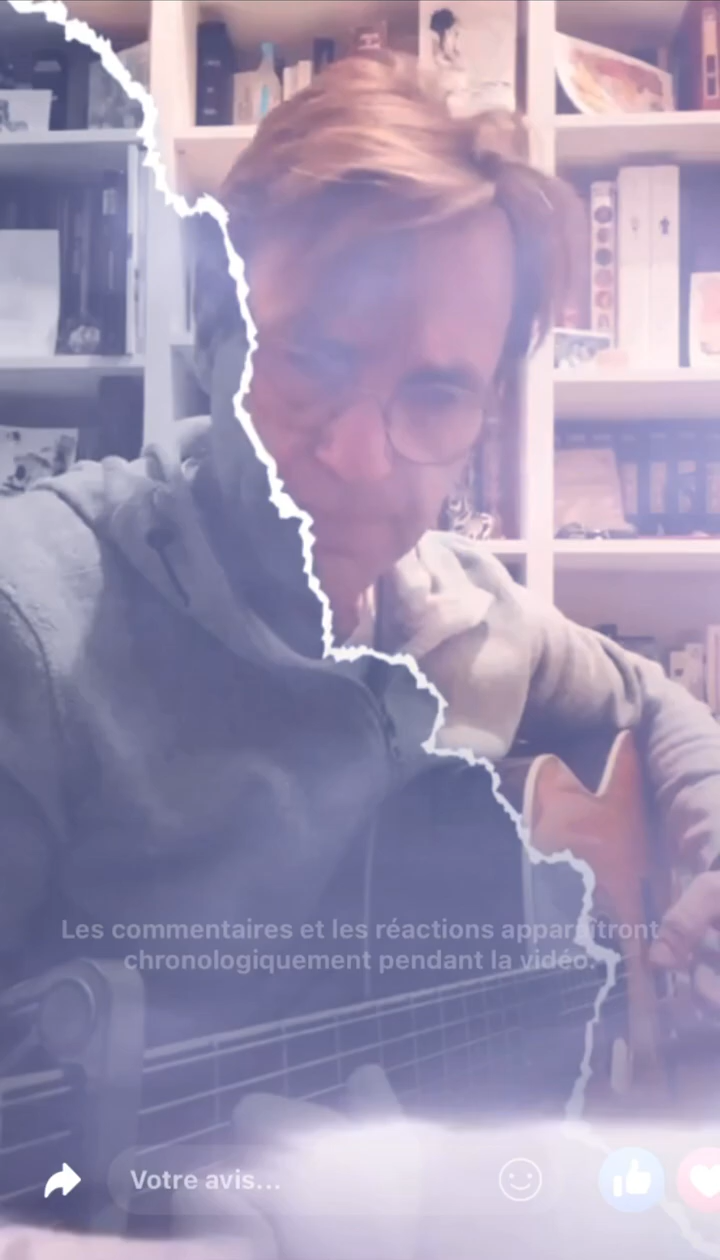 Les commentaires et les réactions apparaîtront
chronologiquement pendant la vidéo.
Votre avis...